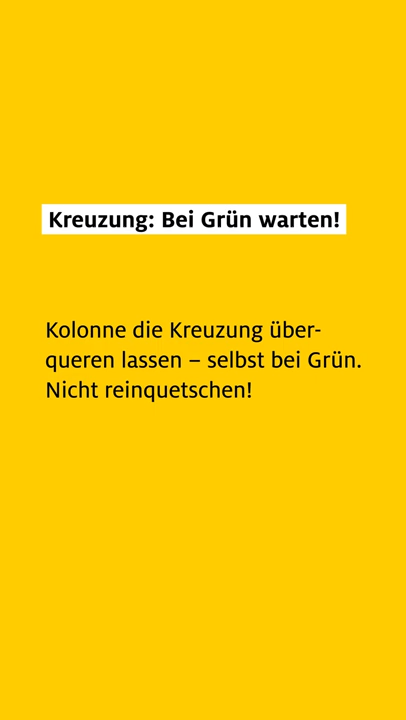 Kreuzung: Bei Grün warten!
Kolonne die Kreuzung über-
queren lassen – selbst bei Grün.
Nicht reinquetschen!